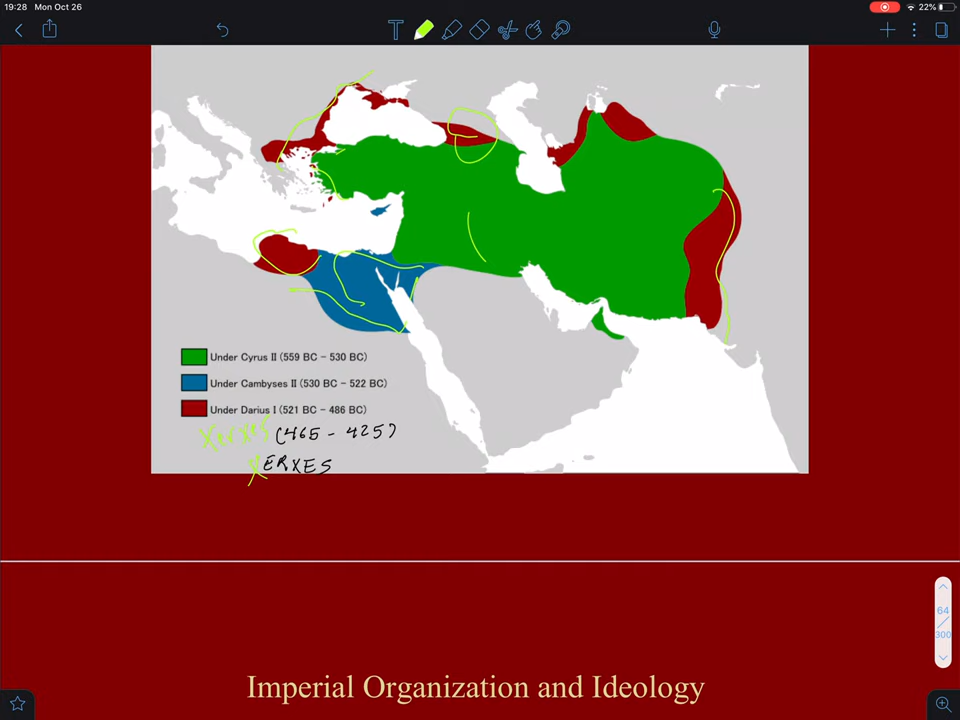 19:28 Mon Oct 26
22%
Under Cyrus II (559 BC – 530 BC)
Under Cambyses II (530 BC – 522 BC)
Under Darius I (521 BC – 486 BC)
XERXES (465 - 425)
XERXES
64
300
Imperial Organization and Ideology